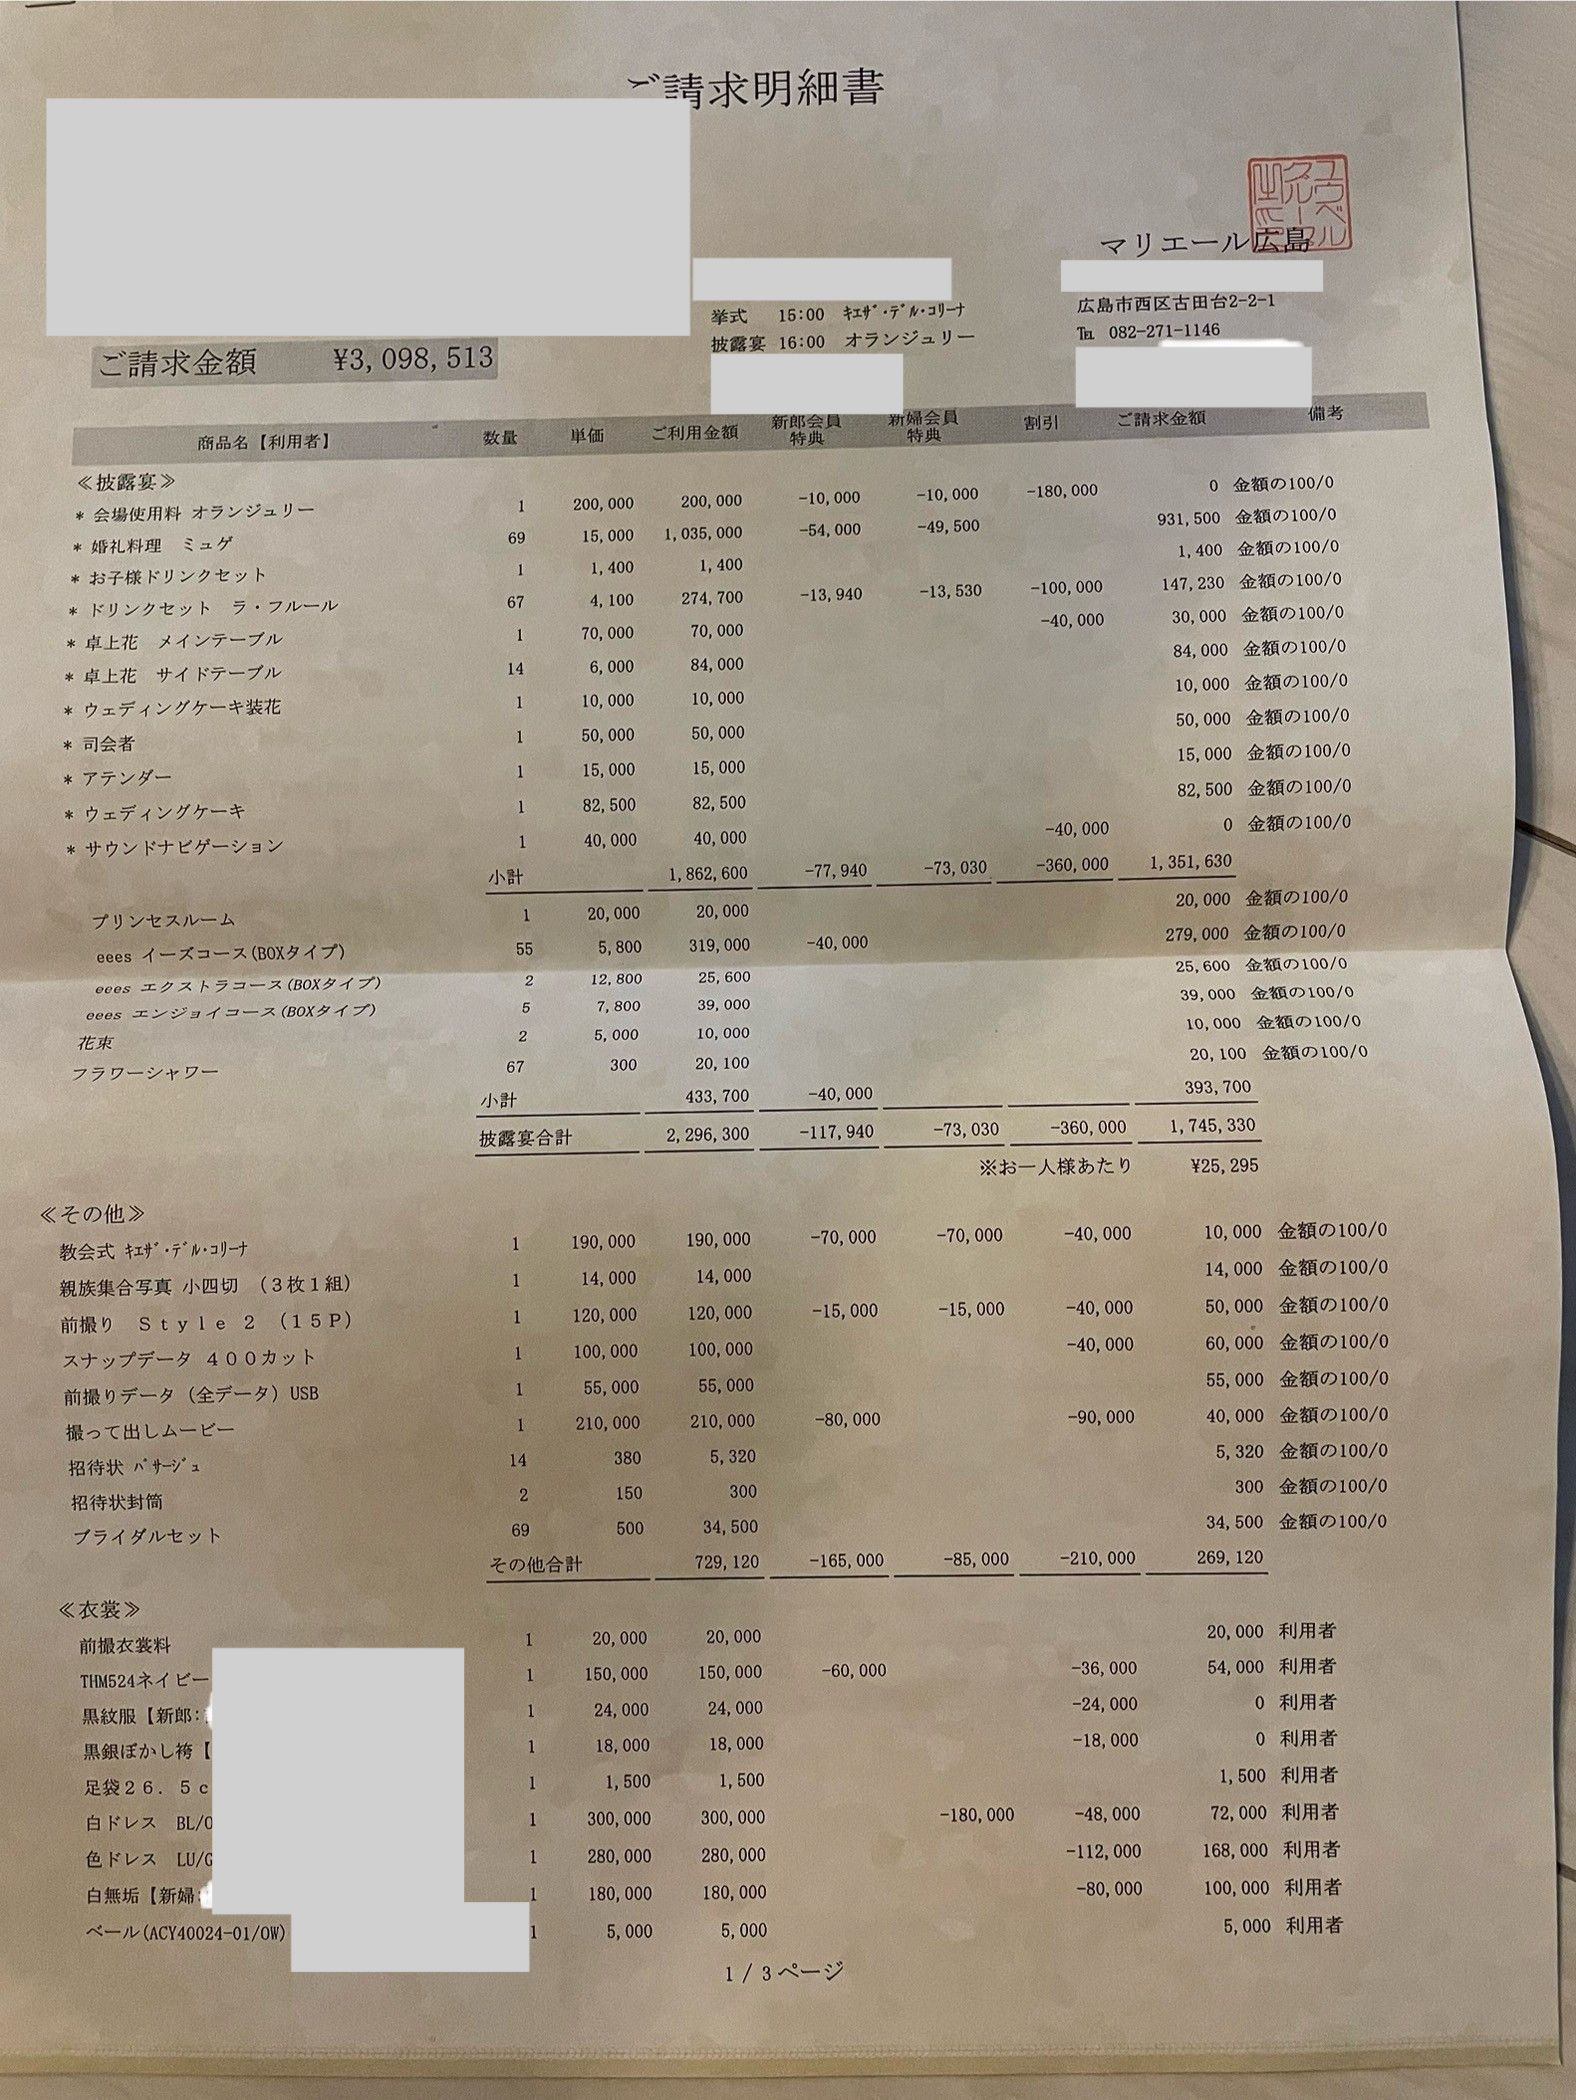 ご請求明細書
マリエール広島
広島市西区古田台2-2-1
℡ 082-271-1146
挙式 15:00 ｷｴｻﾞ･ﾃﾞﾙ･ｺﾘｰﾅ
披露宴 16:00 オランジュリー
ご請求金額 ¥3,098,513
商品名【利用者】 数量 単価 ご利用金額 新郎会員特典 新婦会員特典 割引 ご請求金額 備考
≪披露宴≫
* 会場使用料 オランジュリー 1 200,000 200,000 -10,000 -10,000 -180,000 0 金額の100/0
* 婚礼料理 ミュゲ 69 15,000 1,035,000 -54,000 -49,500 931,500 金額の100/0
* お子様ドリンクセット 1 1,400 1,400 1,400 金額の100/0
* ドリンクセット ラ・フルール 67 4,100 274,700 -13,940 -13,530 -100,000 147,230 金額の100/0
* 卓上花 メインテーブル 1 70,000 70,000 -40,000 30,000 金額の100/0
* 卓上花 サイドテーブル 14 6,000 84,000 84,000 金額の100/0
* ウェディングケーキ装花 1 10,000 10,000 10,000 金額の100/0
* 司会者 1 50,000 50,000 50,000 金額の100/0
* アテンダー 1 15,000 15,000 15,000 金額の100/0
* ウェディングケーキ 1 82,500 82,500 82,500 金額の100/0
* サウンドナビゲーション 1 40,000 40,000 -40,000 0 金額の100/0
小計 1,862,600 -77,940 -73,030 -360,000 1,351,630
プリンセスルーム 1 20,000 20,000 20,000 金額の100/0
eees イーズコース(BOXタイプ) 55 5,800 319,000 -40,000 279,000 金額の100/0
eees エクストラコース(BOXタイプ) 2 12,800 25,600 25,600 金額の100/0
eees エンジョイコース(BOXタイプ) 5 7,800 39,000 39,000 金額の100/0
花束 2 5,000 10,000 10,000 金額の100/0
フラワーシャワー 67 300 20,100 20,100 金額の100/0
小計 433,700 -40,000 393,700
披露宴合計 2,296,300 -117,940 -73,030 -360,000 1,745,330
※お一人様あたり ¥25,295
≪その他≫
教会式 ｷｴｻﾞ･ﾃﾞﾙ･ｺﾘｰﾅ 1 190,000 190,000 -70,000 -70,000 -40,000 10,000 金額の100/0
親族集合写真 小四切 （３枚１組） 1 14,000 14,000 14,000 金額の100/0
前撮り Ｓｔｙｌｅ２ （１５Ｐ） 1 120,000 120,000 -15,000 -15,000 -40,000 50,000 金額の100/0
スナップデータ ４００カット 1 100,000 100,000 -40,000 60,000 金額の100/0
前撮りデータ（全データ）USB 1 55,000 55,000 55,000 金額の100/0
撮って出しムービー 1 210,000 210,000 -80,000 -90,000 40,000 金額の100/0
招待状 ﾊﾟｻｰｼﾞｭ 14 380 5,320 5,320 金額の100/0
招待状封筒 2 150 300 300 金額の100/0
ブライダルセット 69 500 34,500 34,500 金額の100/0
その他合計 729,120 -165,000 -85,000 -210,000 269,120
≪衣裳≫
前撮衣裳料 1 20,000 20,000 20,000 利用者
THM524ネイビー 1 150,000 150,000 -60,000 -36,000 54,000 利用者
黒紋服【新郎: 1 24,000 24,000 -24,000 0 利用者
黒銀ぼかし袴【 1 18,000 18,000 -18,000 0 利用者
足袋２６．５ｃ 1 1,500 1,500 1,500 利用者
白ドレス BL/O 1 300,000 300,000 -180,000 -48,000 72,000 利用者
色ドレス LU/G 1 280,000 280,000 -112,000 168,000 利用者
白無垢【新婦: 1 180,000 180,000 -80,000 100,000 利用者
ベール(ACY40024-01/OW) 1 5,000 5,000 5,000 利用者
1 / 3 ページ